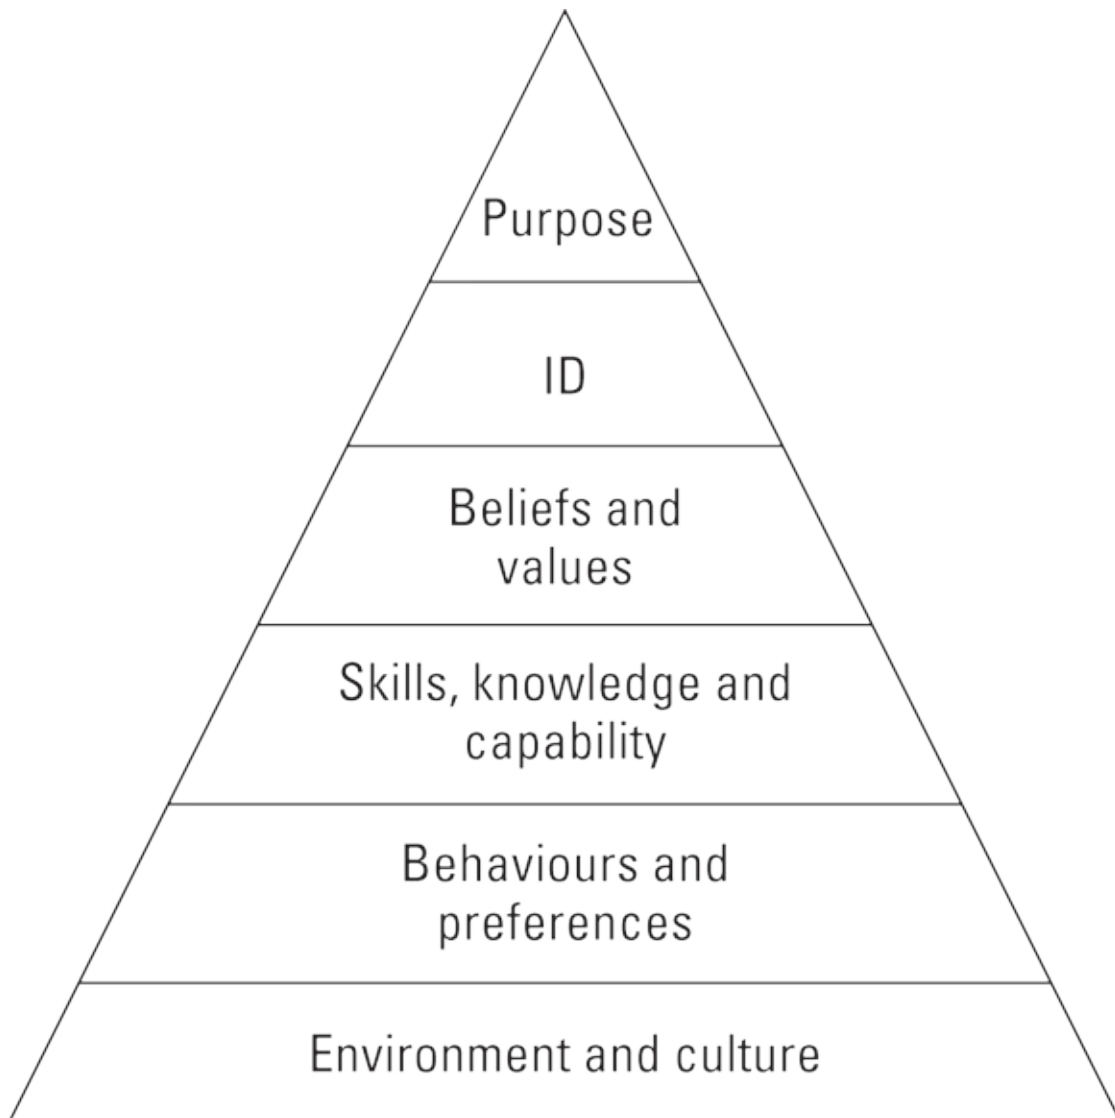 Purpose
ID
Beliefs and
values
Skills, knowledge and
capability
Behaviours and
preferences
Environment and culture